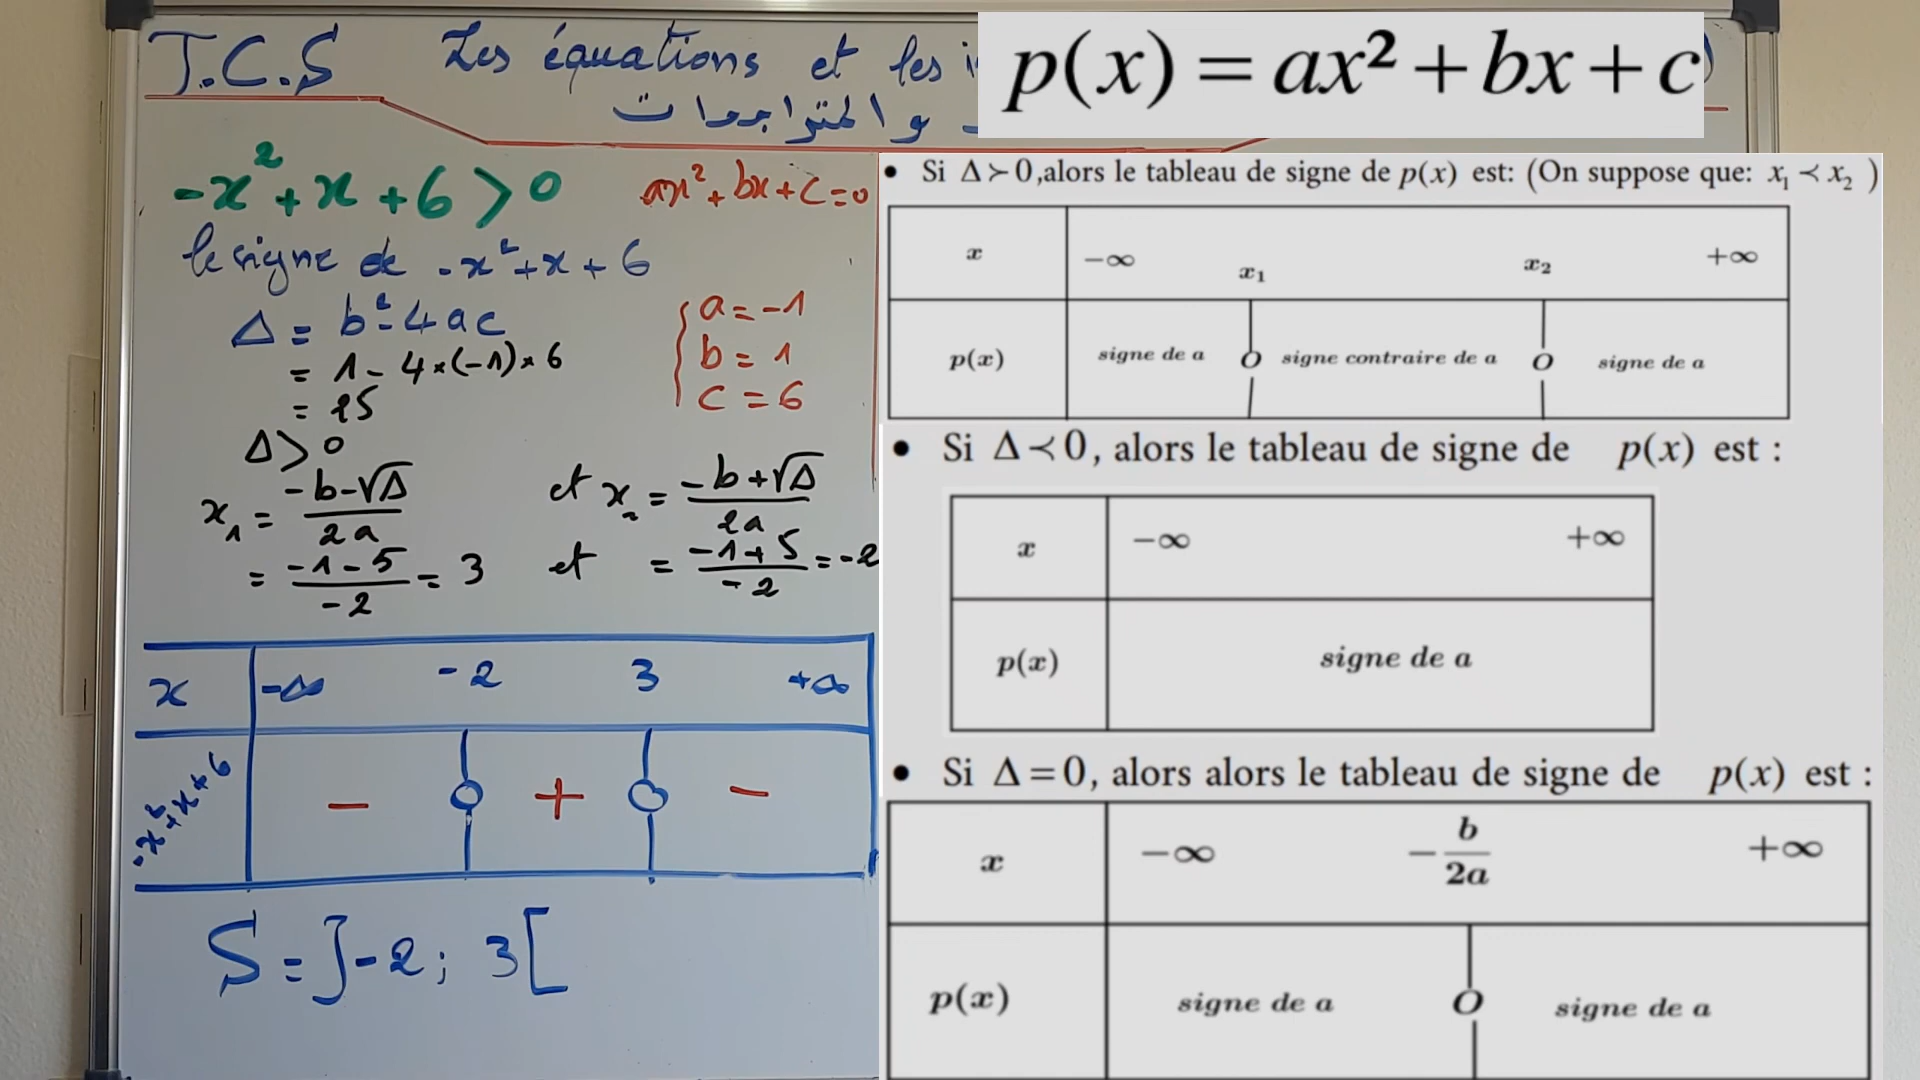 T.C.S Les équations et les
والمتراجحات
p(x) = ax² + bx + c
-x² + x + 6 > 0
ax² + bx + c = 0
le signe de -x² + x + 6
Δ = b² - 4ac
= 1 - 4×(-1)×6
= 25
Δ > 0
a = -1
b = 1
c = 6
x₁ = (-b-√Δ)/2a et x₂ = (-b+√Δ)/2a
= (-1-5)/-2 = 3 et = (-1+5)/-2 = -2
x -∞ -2 3 +∞
-x²+x+6 - 0 + 0 -
S = ]-2; 3[
• Si Δ≻0,alors le tableau de signe de p(x) est: (On suppose que: x₁ ≺ x₂ )
x -∞ x₁ x₂ +∞
p(x) signe de a O signe contraire de a O signe de a
• Si Δ≺0, alors le tableau de signe de p(x) est :
x -∞ +∞
p(x) signe de a
• Si Δ=0, alors alors le tableau de signe de p(x) est :
x -∞ -b/2a +∞
p(x) signe de a O signe de a